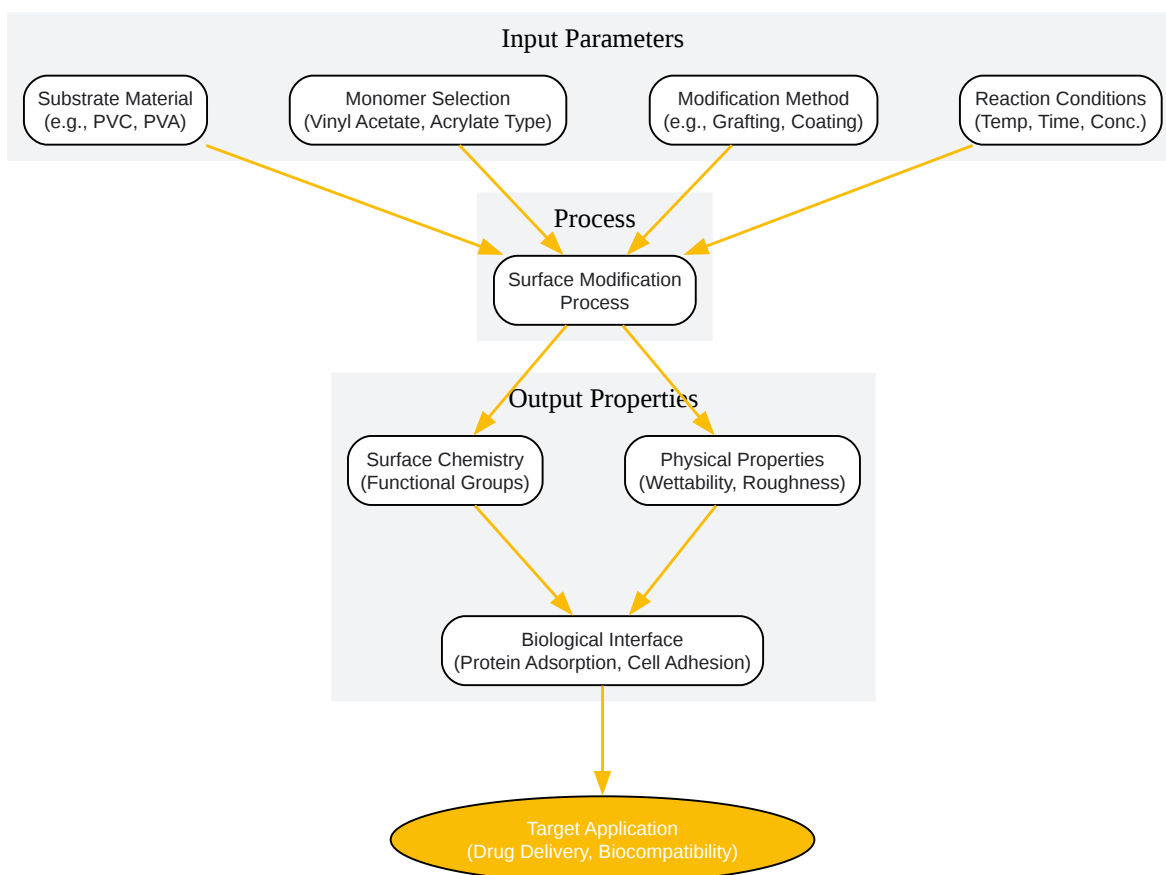 Input Parameters
Substrate Material
(e.g., PVC, PVA)
Monomer Selection
(Vinyl Acetate, Acrylate Type)
Modification Method
(e.g., Grafting, Coating)
Reaction Conditions
(Temp, Time, Conc.)
Process
Surface Modification
Process
Output Properties
Surface Chemistry
(Functional Groups)
Physical Properties
(Wettability, Roughness)
Biological Interface
(Protein Adsorption, Cell Adhesion)
Target Application
(Drug Delivery, Biocompatibility)